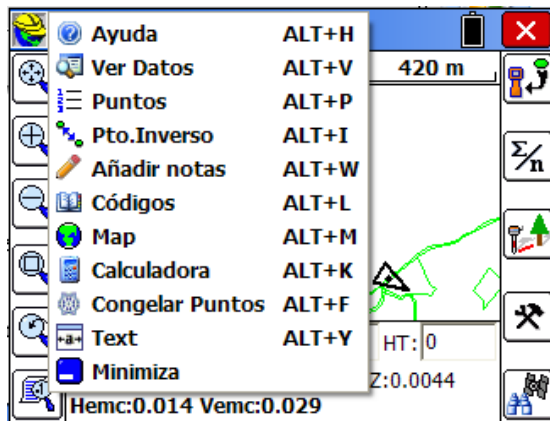 Ayuda ALT+H
Ver Datos ALT+V
420 m
Puntos ALT+P
Pto.Inverso ALT+I
Añadir notas ALT+W
Σ/n
Códigos ALT+L
Map ALT+M
Calculadora ALT+K
Congelar Puntos ALT+F
Text ALT+Y
HT: 0
Minimiza
Z:0.0044
Hemc:0.014 Vemc:0.029